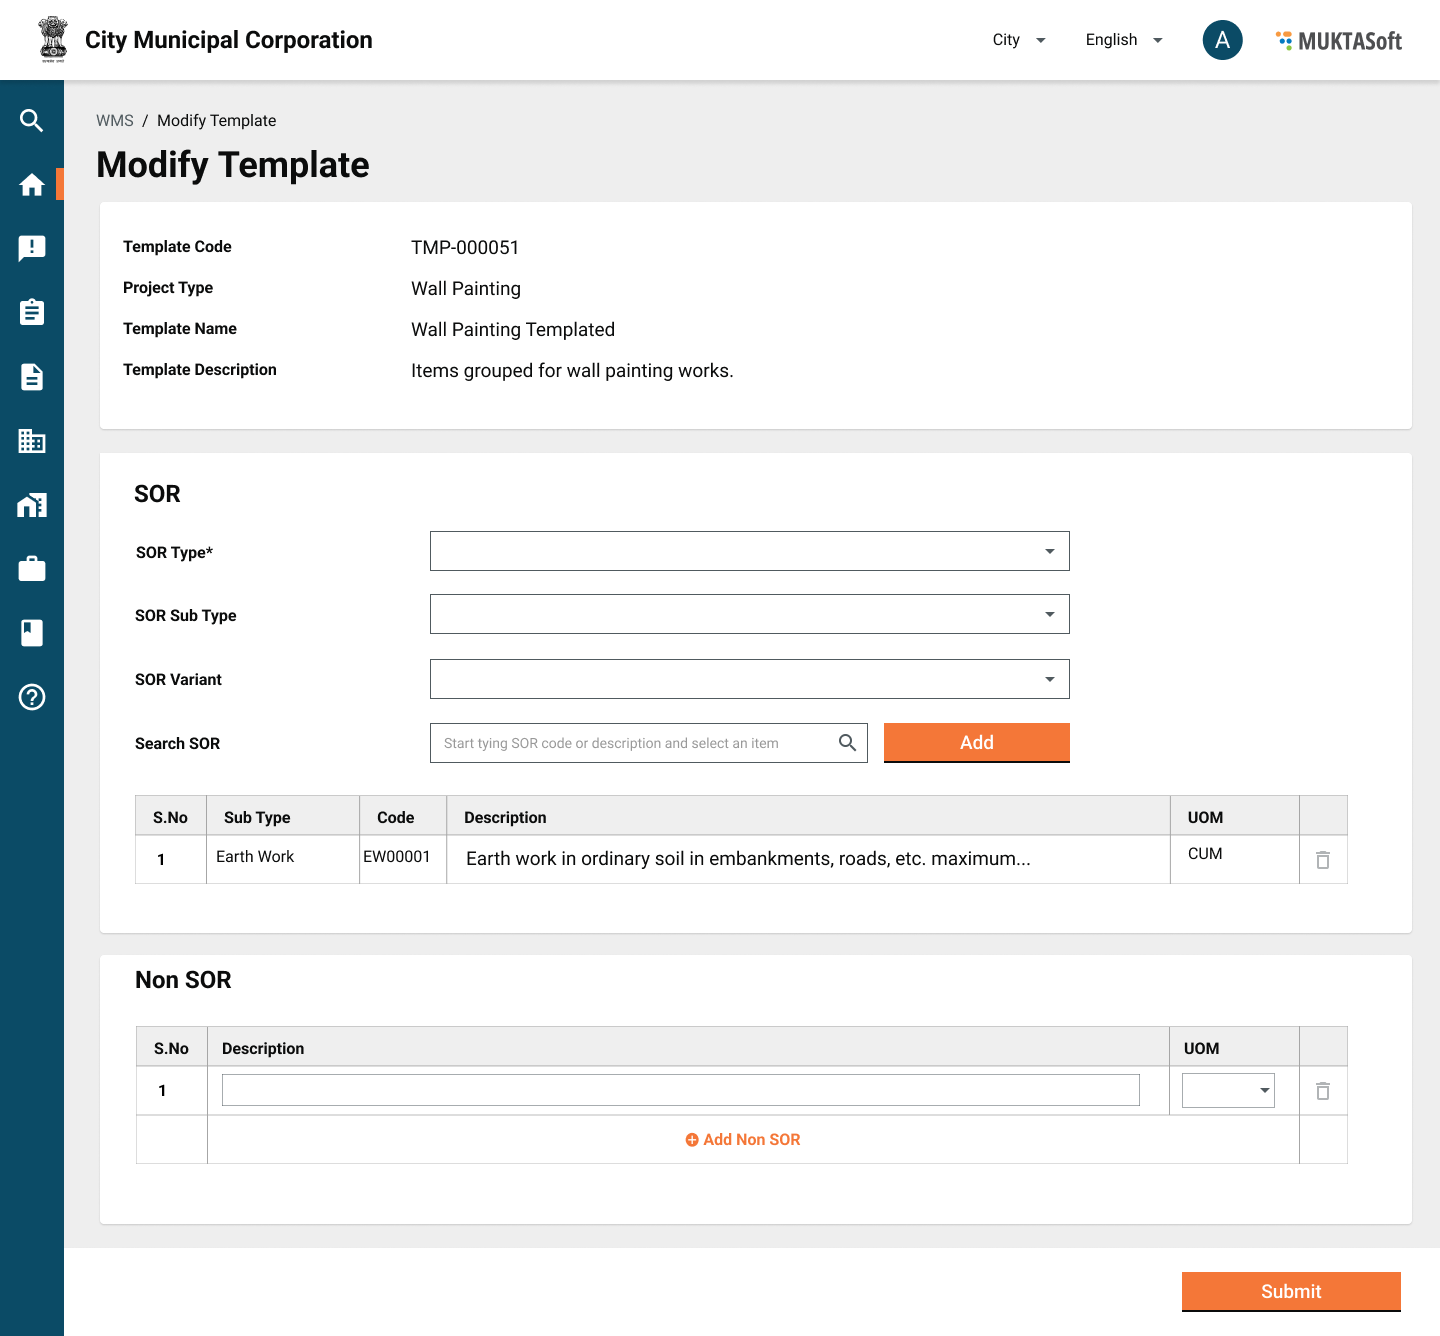 City Municipal Corporation
City
English
A
MUKTASoft
WMS / Modify Template
Modify Template
Template Code TMP-000051
Project Type Wall Painting
Template Name Wall Painting Templated
Template Description Items grouped for wall painting works.
SOR
SOR Type*
SOR Sub Type
SOR Variant
Search SOR Start tying SOR code or description and select an item Add
S.No Sub Type Code Description UOM
1 Earth Work EW00001 Earth work in ordinary soil in embankments, roads, etc. maximum... CUM
Non SOR
S.No Description UOM
1
Add Non SOR
Submit